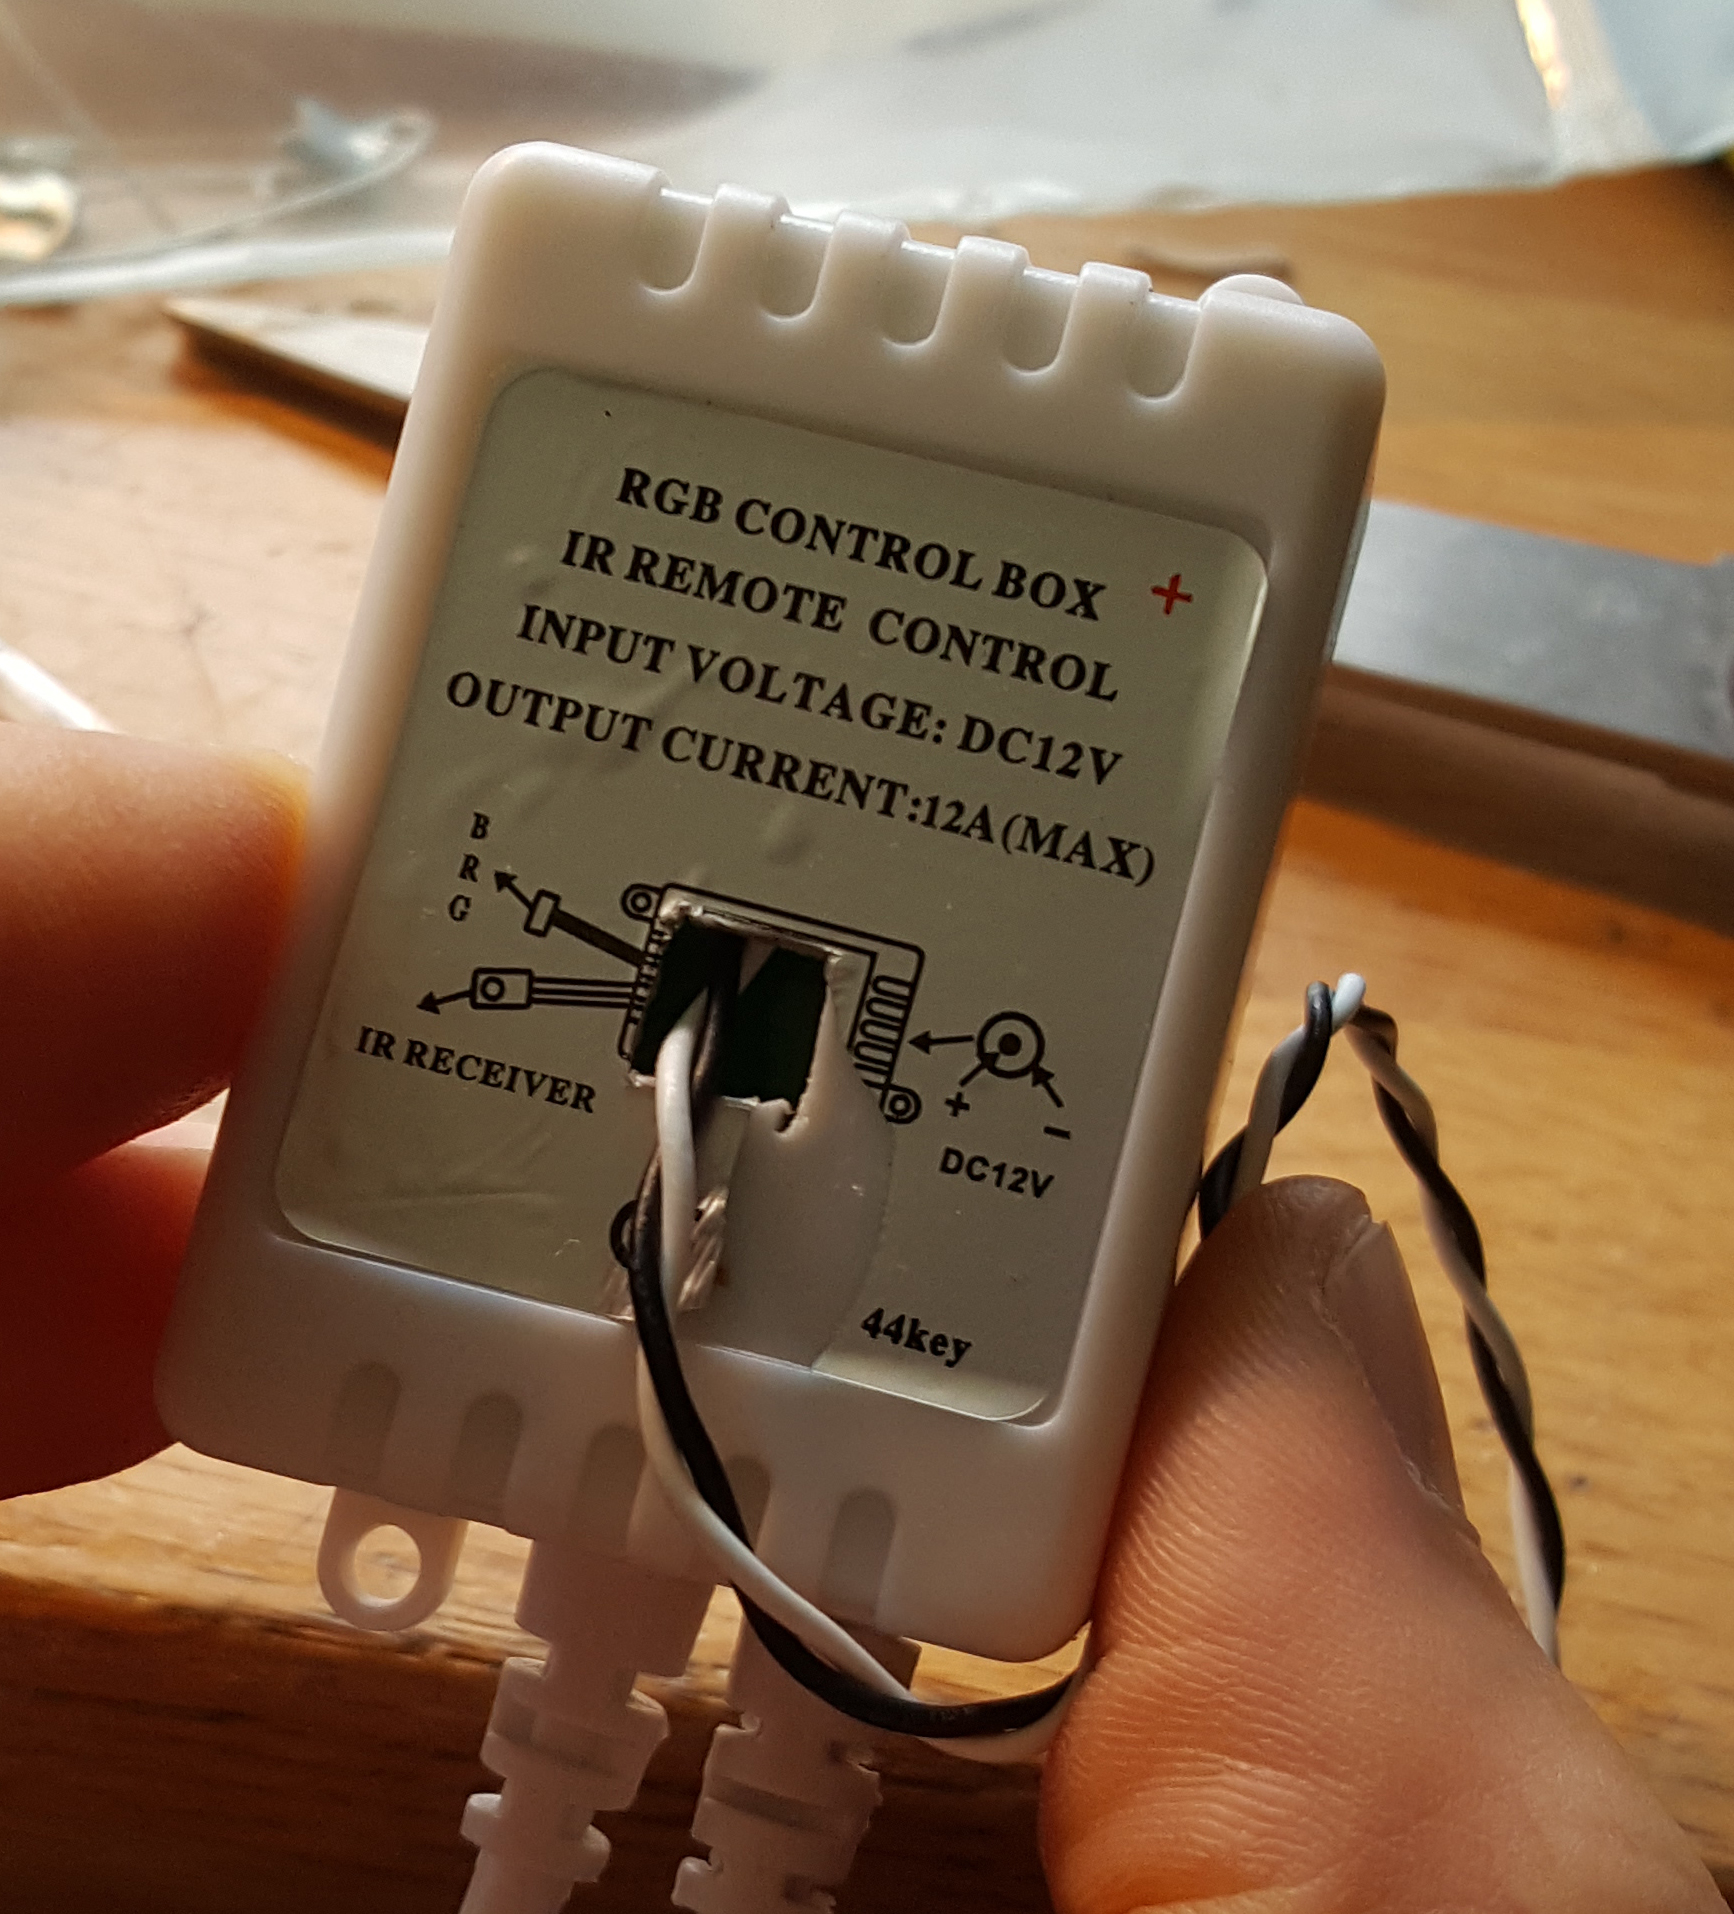 RGB CONTROL BOX +
IR REMOTE CONTROL
INPUT VOLTAGE: DC12V
OUTPUT CURRENT:12A(MAX)
B
R
G
IR RECEIVER
+
−
DC12V
44key